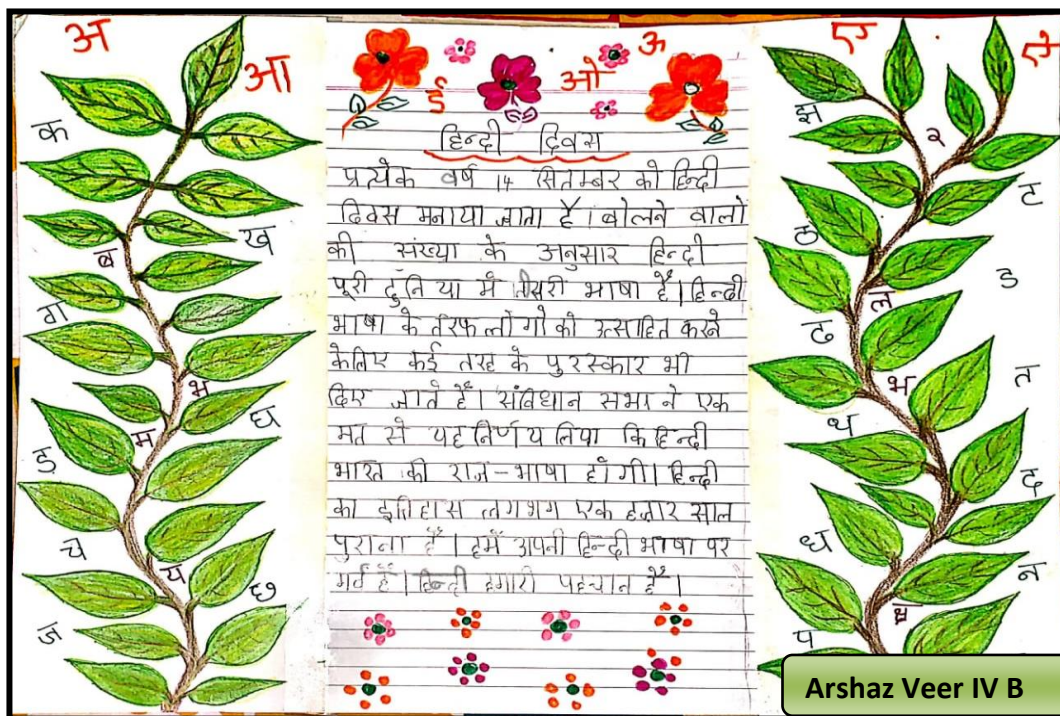 अ
आ
ई
ओ
ऊ
ए
ऐ
क
ख
ब
ग
भ
घ
म
ड़
च
य
छ
ज
हिन्दी दिवस
प्रत्येक वर्ष 14 सितम्बर को हिन्दी
दिवस मनाया जाता है। बोलने वालो
की संख्या के अनुसार हिन्दी
पूरी दुनिया मे तीसरी भाषा है। हिन्दी
भाषा के तरफ लोगो को उत्साहित करने
केलिए कई तरह के पुरस्कार भी
दिए जाते है। संविधान सभा ने एक
मत से यह निर्णय लिया कि हिन्दी
भारत की राज-भाषा होगी। हिन्दी
का इतिहास लगभग एक हजार साल
पुराना है। हमें अपनी हिन्दी भाषा पर
गर्व है। हिन्दी हमारी पहचान है।
झ
र
ट
ठ
ल
ड
ढ
भ
त
थ
द
ध
न
प
Arshaz Veer IV B